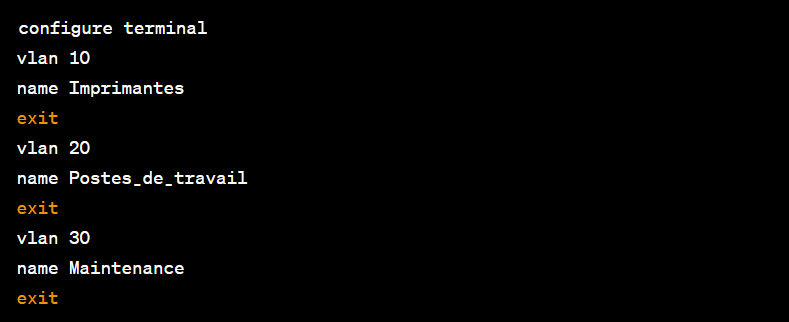 configure terminal
vlan 10
name Imprimantes
exit
vlan 20
name Postes_de_travail
exit
vlan 30
name Maintenance
exit